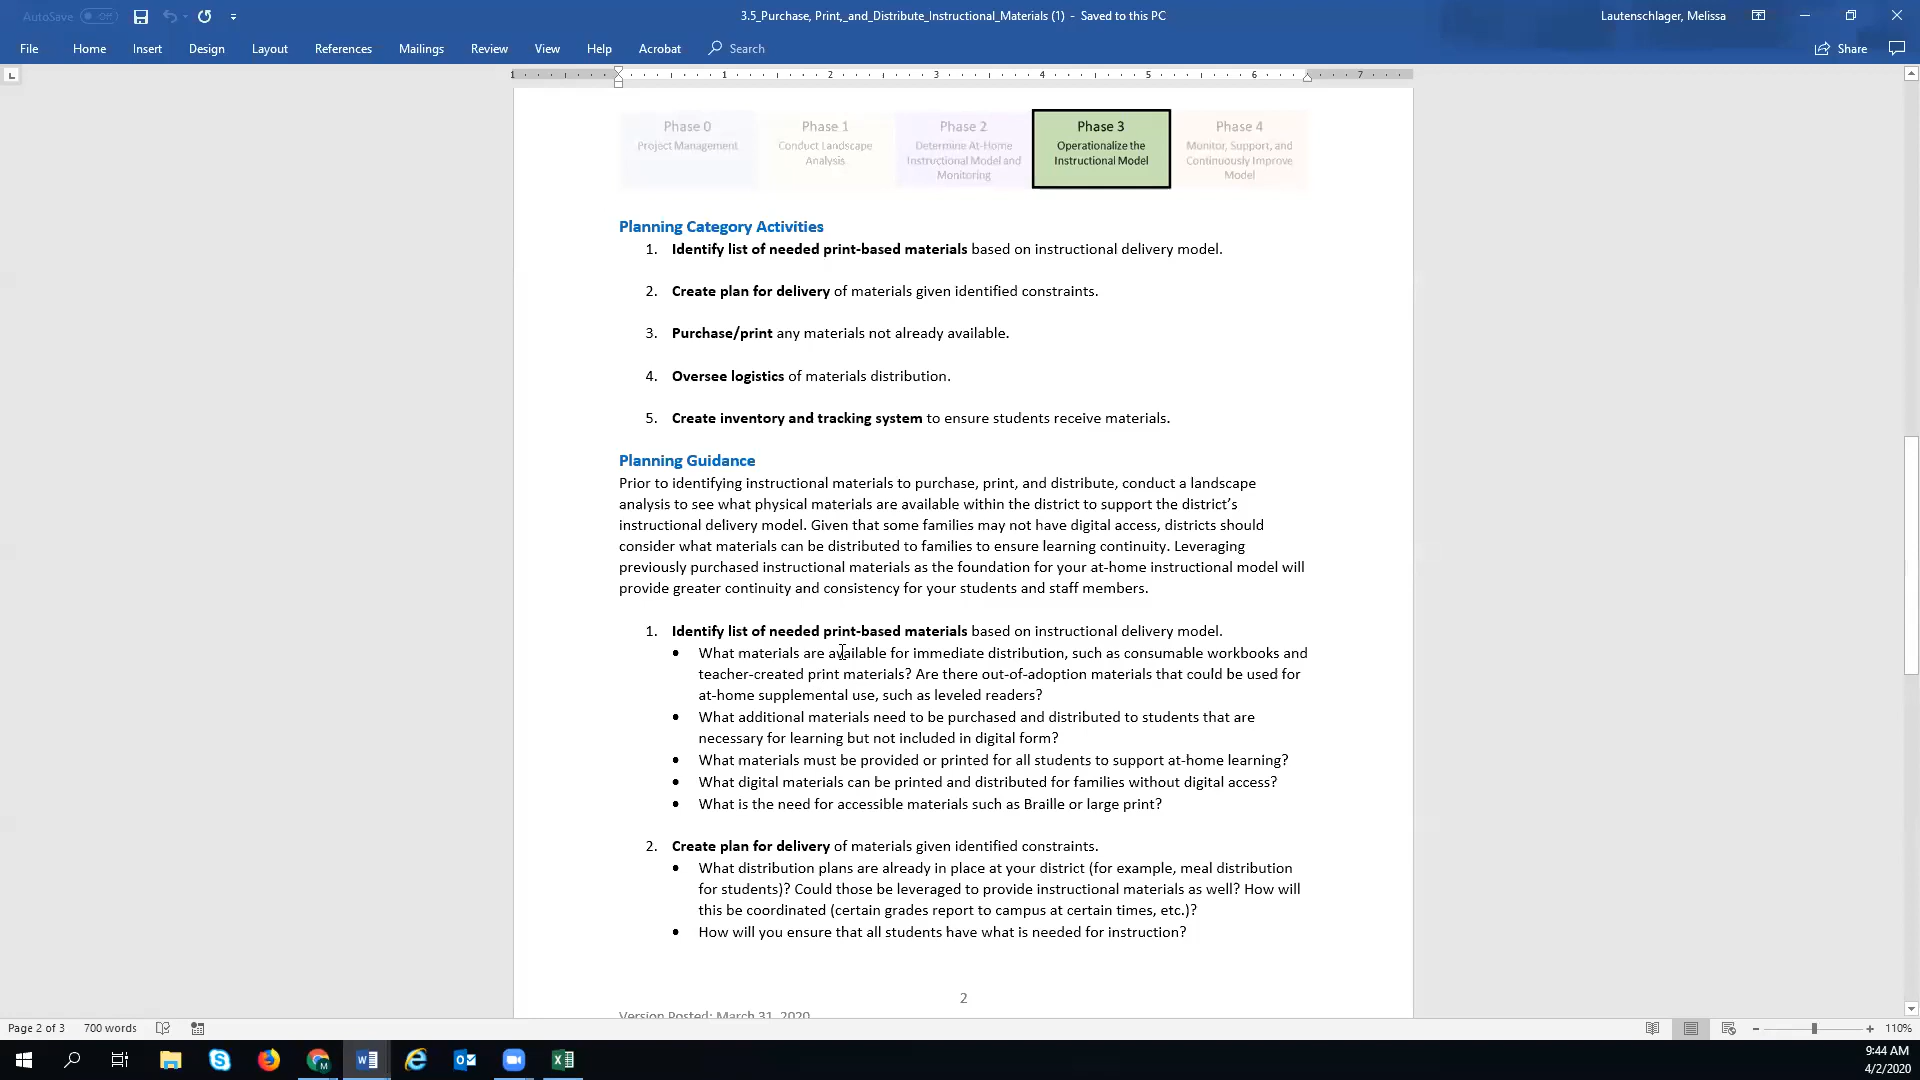 AutoSave Off
3.5_Purchase, Print,_and_Distribute_Instructional_Materials (1) - Saved to this PC
Lautenschlager, Melissa
File Home Insert Design Layout References Mailings Review View Help Acrobat Search Share
1 1 2 3 4 5 6 7
Phase 0
Project Management
Phase 1
Conduct Landscape
Analysis
Phase 2
Determine At-Home
Instructional Model and
Monitoring
Phase 3
Operationalize the
Instructional Model
Phase 4
Monitor, Support, and
Continuously Improve
Model
Planning Category Activities
1. Identify list of needed print-based materials based on instructional delivery model.
2. Create plan for delivery of materials given identified constraints.
3. Purchase/print any materials not already available.
4. Oversee logistics of materials distribution.
5. Create inventory and tracking system to ensure students receive materials.
Planning Guidance
Prior to identifying instructional materials to purchase, print, and distribute, conduct a landscape
analysis to see what physical materials are available within the district to support the district’s
instructional delivery model. Given that some families may not have digital access, districts should
consider what materials can be distributed to families to ensure learning continuity. Leveraging
previously purchased instructional materials as the foundation for your at-home instructional model will
provide greater continuity and consistency for your students and staff members.
1. Identify list of needed print-based materials based on instructional delivery model.
• What materials are available for immediate distribution, such as consumable workbooks and
teacher-created print materials? Are there out-of-adoption materials that could be used for
at-home supplemental use, such as leveled readers?
• What additional materials need to be purchased and distributed to students that are
necessary for learning but not included in digital form?
• What materials must be provided or printed for all students to support at-home learning?
• What digital materials can be printed and distributed for families without digital access?
• What is the need for accessible materials such as Braille or large print?
2. Create plan for delivery of materials given identified constraints.
• What distribution plans are already in place at your district (for example, meal distribution
for students)? Could those be leveraged to provide instructional materials as well? How will
this be coordinated (certain grades report to campus at certain times, etc.)?
• How will you ensure that all students have what is needed for instruction?
2
Version Posted: March 31, 2020
Page 2 of 3 700 words
110%
9:44 AM
4/2/2020